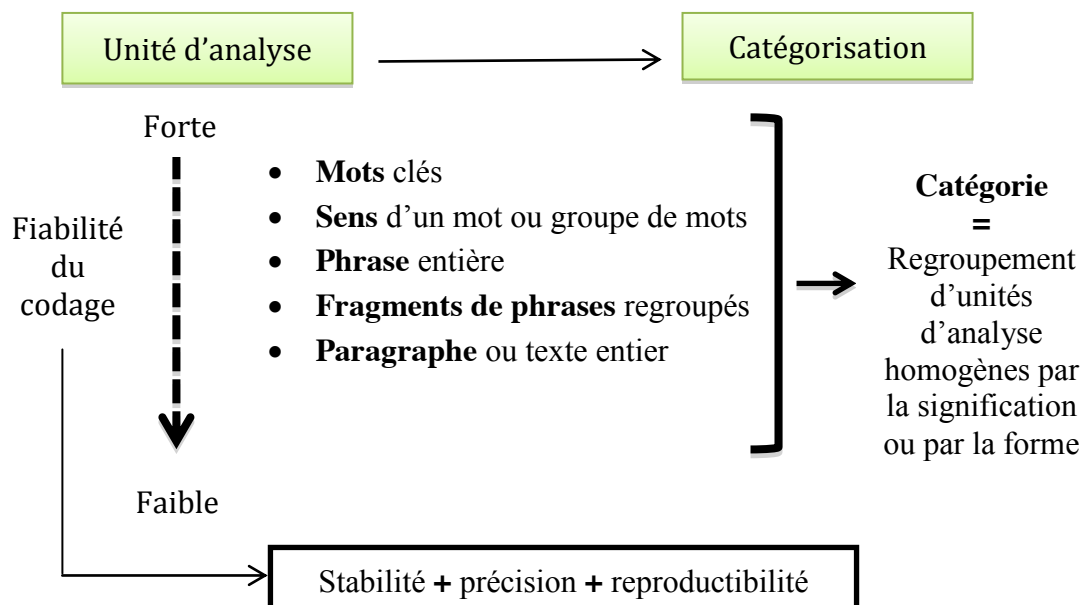 Unité d’analyse
Catégorisation
Forte
Fiabilité
du
codage
• Mots clés
• Sens d’un mot ou groupe de mots
• Phrase entière
• Fragments de phrases regroupés
• Paragraphe ou texte entier
Catégorie
=
Regroupement
d’unités
d’analyse
homogènes par
la signification
ou par la forme
Faible
Stabilité + précision + reproductibilité